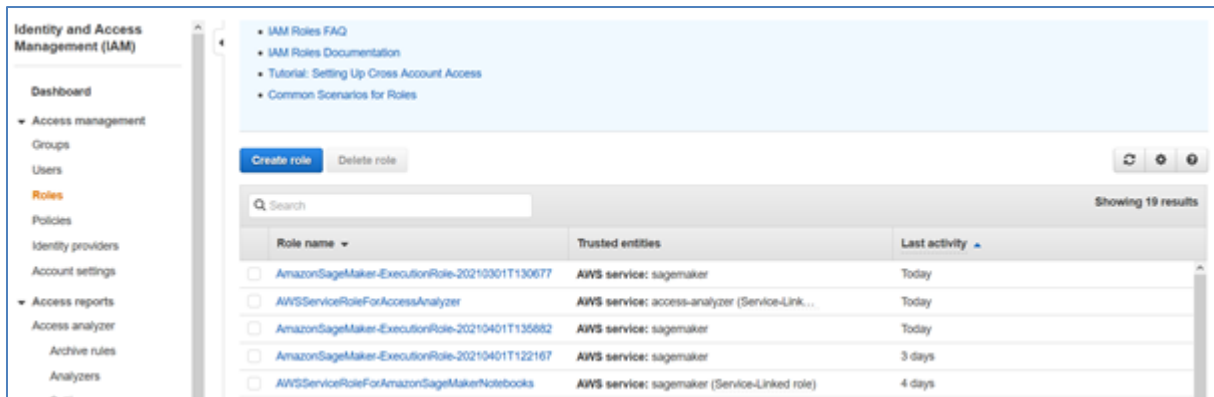 Identity and Access
Management (IAM)
Dashboard
Access management
Groups
Users
Roles
Policies
Identity providers
Account settings
Access reports
Access analyzer
Archive rules
Analyzers
IAM Roles FAQ
IAM Roles Documentation
Tutorial: Setting Up Cross Account Access
Common Scenarios for Roles
Create role Delete role
Search Showing 19 results
Role name Trusted entities Last activity
AmazonSageMaker-ExecutionRole-20210301T130677 AWS service: sagemaker Today
AWSServiceRoleForAccessAnalyzer AWS service: access-analyzer (Service-Link... Today
AmazonSageMaker-ExecutionRole-20210401T135882 AWS service: sagemaker Today
AmazonSageMaker-ExecutionRole-20210401T122167 AWS service: sagemaker 3 days
AWSServiceRoleForAmazonSageMakerNotebooks AWS service: sagemaker (Service-Linked role) 4 days